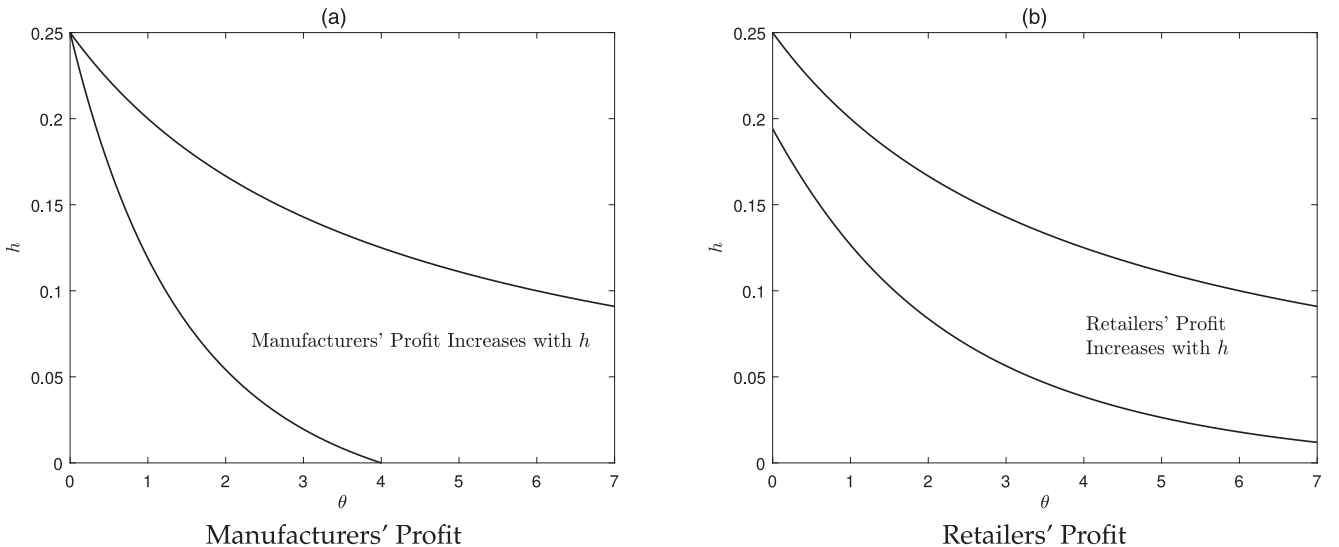 (a)
0.25
0.2
0.15
0.1
0.05
0
h
Manufacturers' Profit Increases with h
0 1 2 3 4 5 6 7
θ
Manufacturers' Profit
(b)
0.25
0.2
0.15
0.1
0.05
0
h
Retailers' Profit
Increases with h
0 1 2 3 4 5 6 7
θ
Retailers' Profit